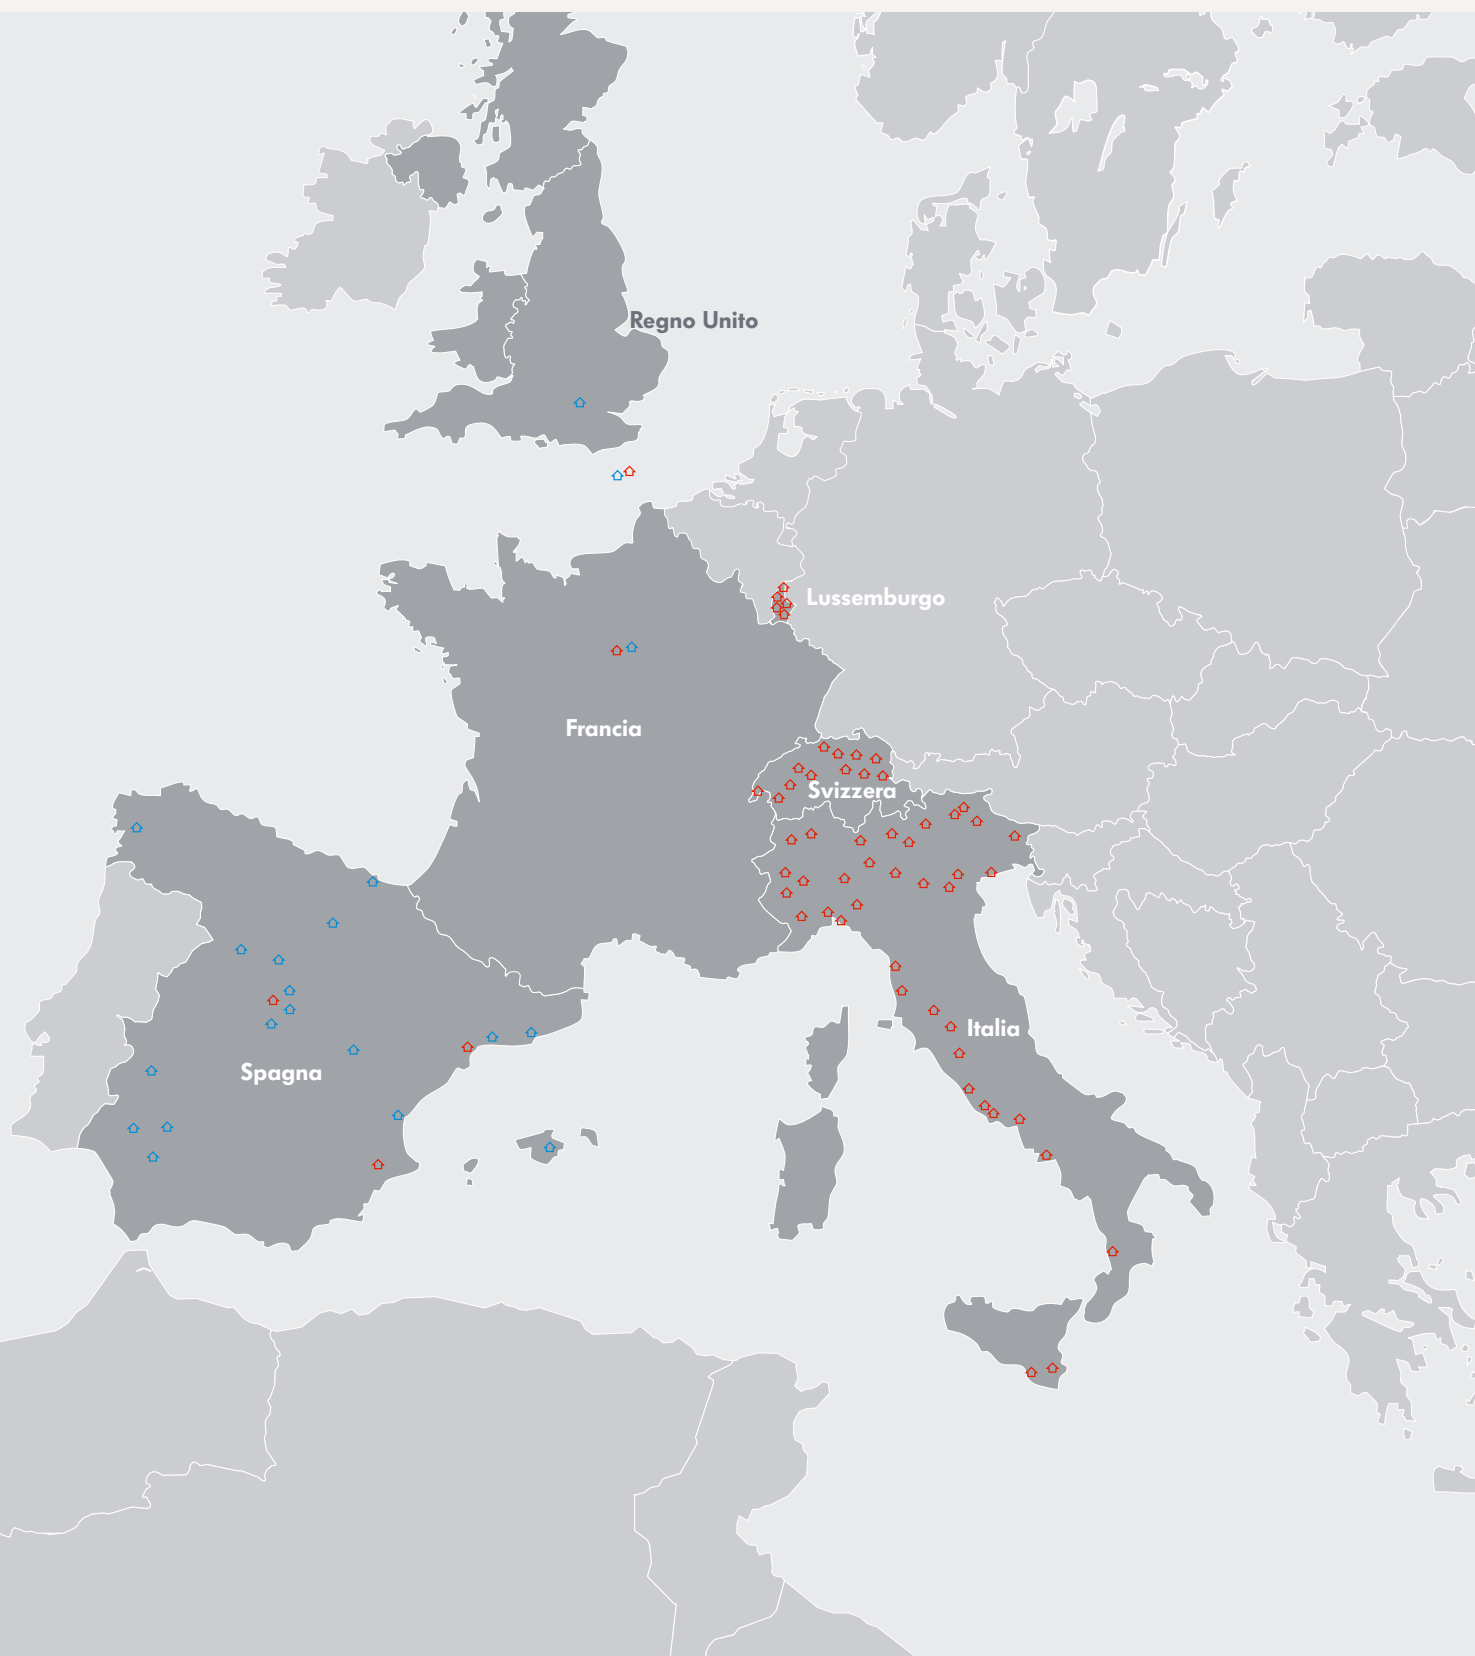 Regno Unito
Lussemburgo
Francia
Svizzera
Italia
Spagna